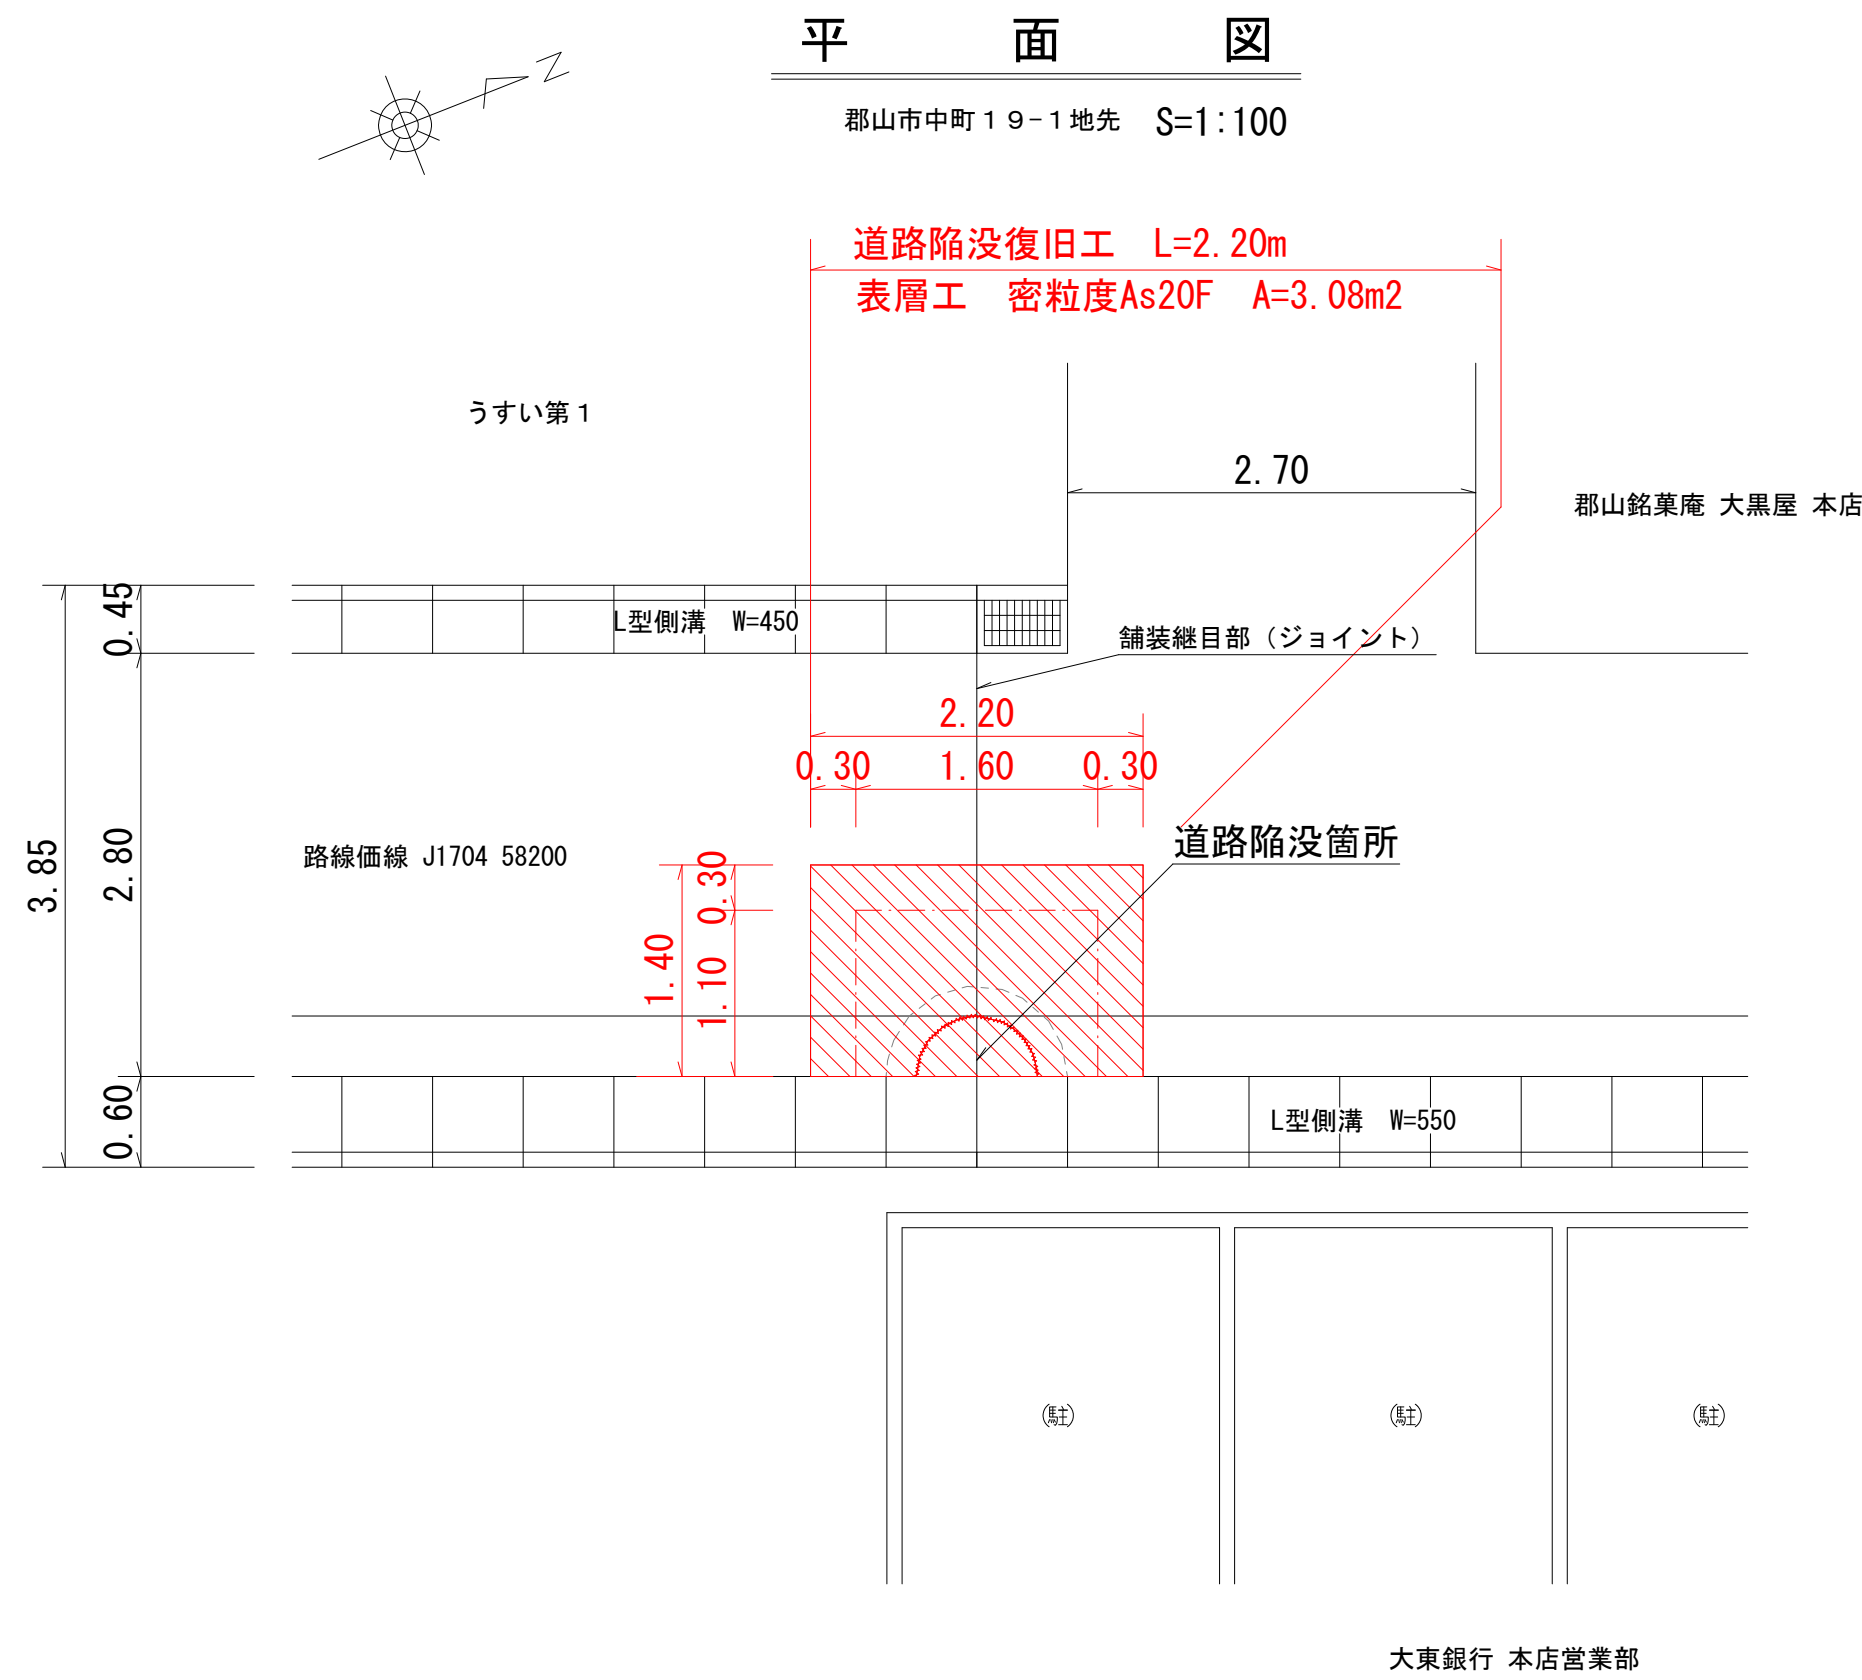 平　面　図
N
郡山市中町１９−１地先　S=1:100
道路陥没復旧工　L=2.20m
表層工　密粒度As20F　A=3.08m2
うすい第１
2.70
郡山銘菓庵 大黒屋 本店
0.45
L型側溝　W=450
舗装継目部（ジョイント）
2.20
0.30 1.60 0.30
道路陥没箇所
路線価線 J1704 58200
3.85
2.80
0.30
1.40
1.10
0.60
L型側溝　W=550
(駐) (駐) (駐)
大東銀行 本店営業部